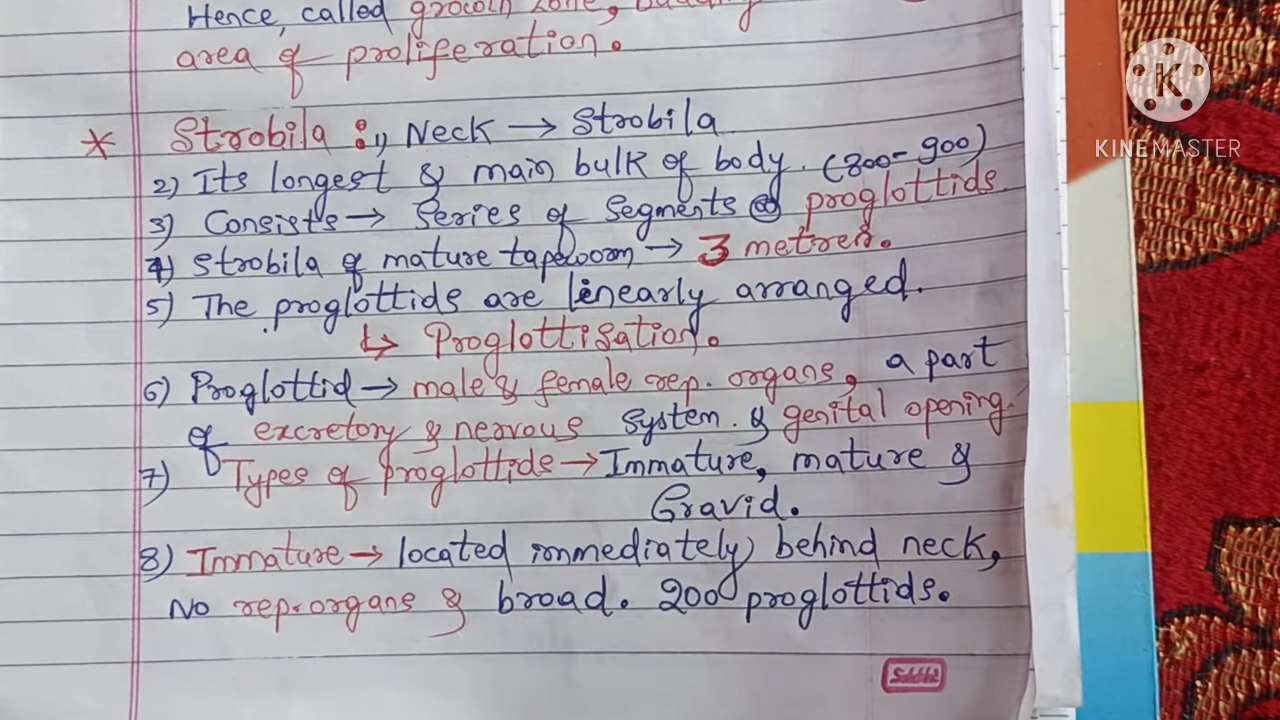 Hence, called growth zone, budding
area of proliferation.
* Strobila :, Neck → Strobila
2) Its longest & main bulk of body. (800-900)
3) Consists → Series of Segments proglottids.
4) Strobila of mature tapeworm → 3 metres.
5) The proglottids are linearly arranged.
↳ Proglottisation.
6) Proglottid → male & female rep. organs, a part
of excretory & nervous system. & genital opening.
7) Types of proglottids → Immature, mature &
Gravid.
8) Immature → located immediately behind neck,
No rep.organs & broad. 200 proglottids.
K
KINEMASTER